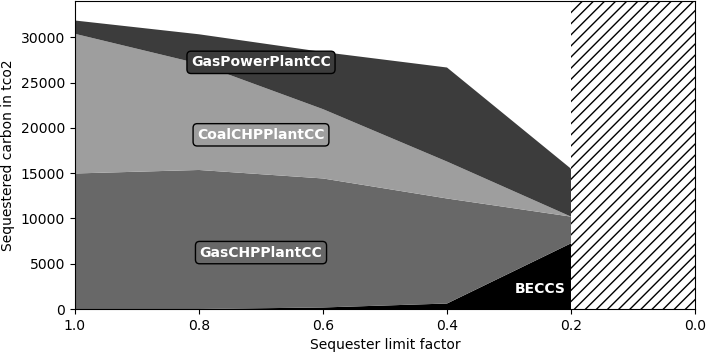 Sequestered carbon in tco2
30000
25000
20000
15000
10000
5000
0
GasPowerPlantCC
CoalCHPPlantCC
GasCHPPlantCC
BECCS
1.0 0.8 0.6 0.4 0.2 0.0
Sequester limit factor